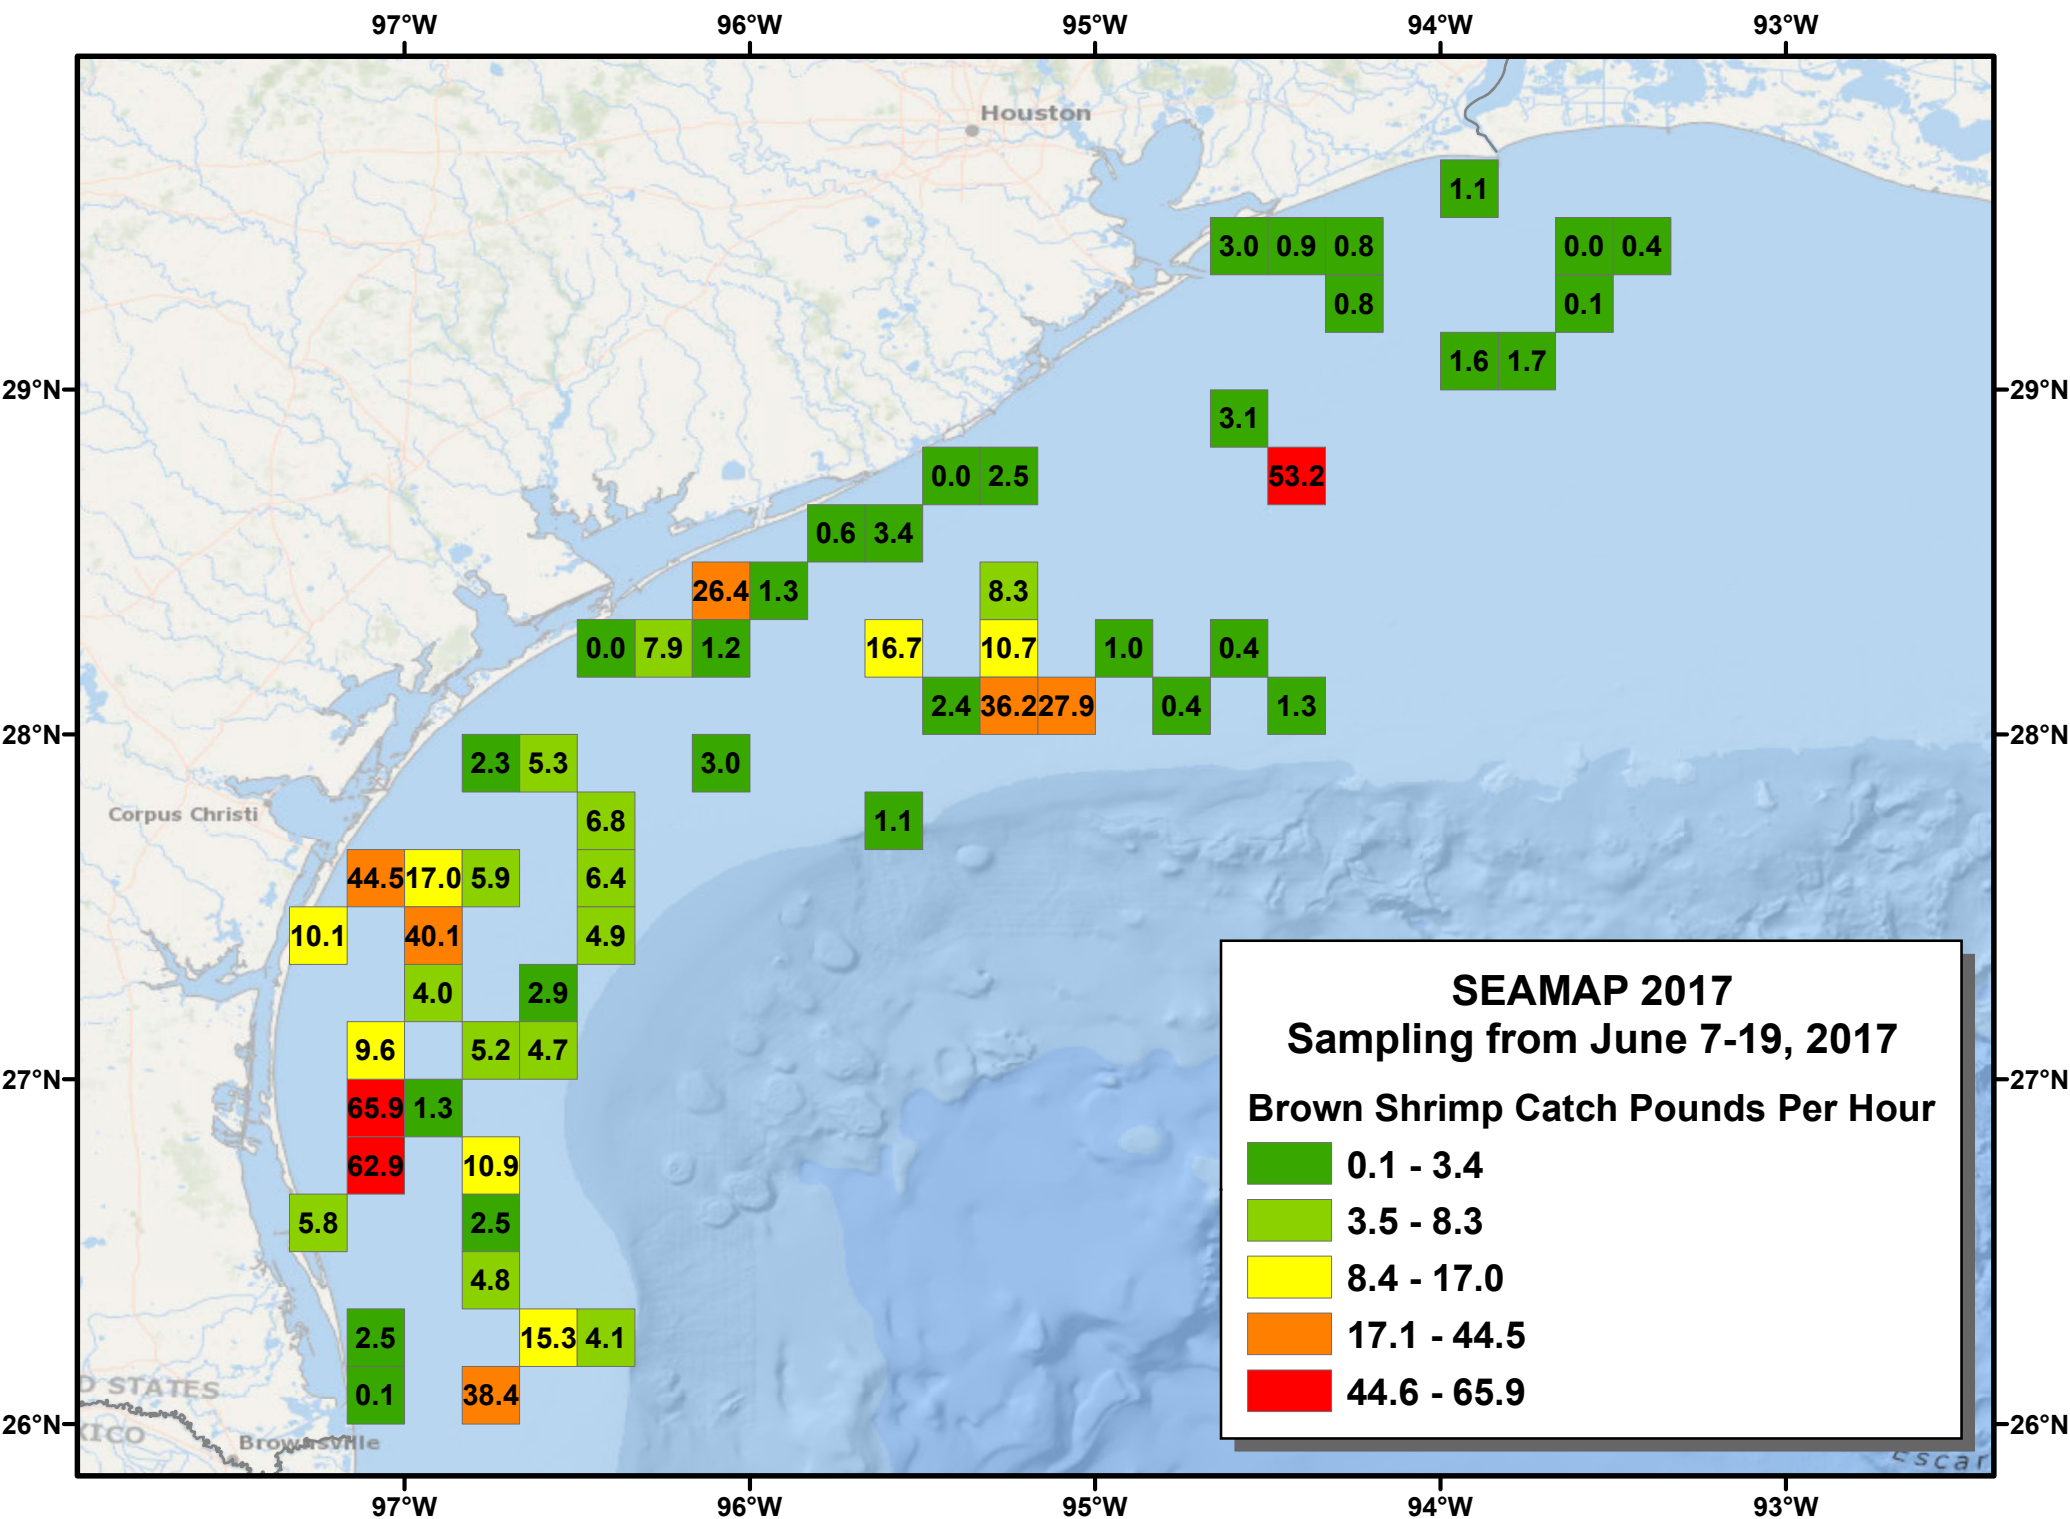 97°W 96°W 95°W 94°W 93°W
Houston
1.1
3.0 0.9 0.8 0.0 0.4
0.8 0.1
1.6 1.7
29°N 29°N
3.1
0.0 2.5 53.2
0.6 3.4
26.4 1.3 8.3
0.0 7.9 1.2 16.7 10.7 1.0 0.4
2.4 36.2 27.9 0.4 1.3
28°N 28°N
2.3 5.3 3.0
Corpus Christi
6.8 1.1
44.5 17.0 5.9 6.4
10.1 40.1 4.9
4.0 2.9
9.6 5.2 4.7
27°N 27°N
65.9 1.3
62.9 10.9
5.8 2.5
4.8
2.5 15.3 4.1
D STATES
0.1 38.4
26°N 26°N
XICO
Brownsville
SEAMAP 2017
Sampling from June 7-19, 2017
Brown Shrimp Catch Pounds Per Hour
0.1 - 3.4
3.5 - 8.3
8.4 - 17.0
17.1 - 44.5
44.6 - 65.9
Escar
97°W 96°W 95°W 94°W 93°W